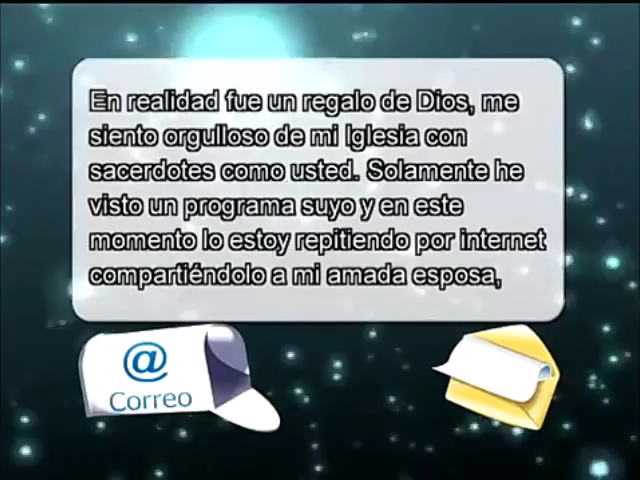 En realidad fue un regalo de Dios, me
siento orgulloso de mi Iglesia con
sacerdotes como usted. Solamente he
visto un programa suyo y en este
momento lo estoy repitiendo por internet
compartiéndolo a mi amada esposa,
@
Correo